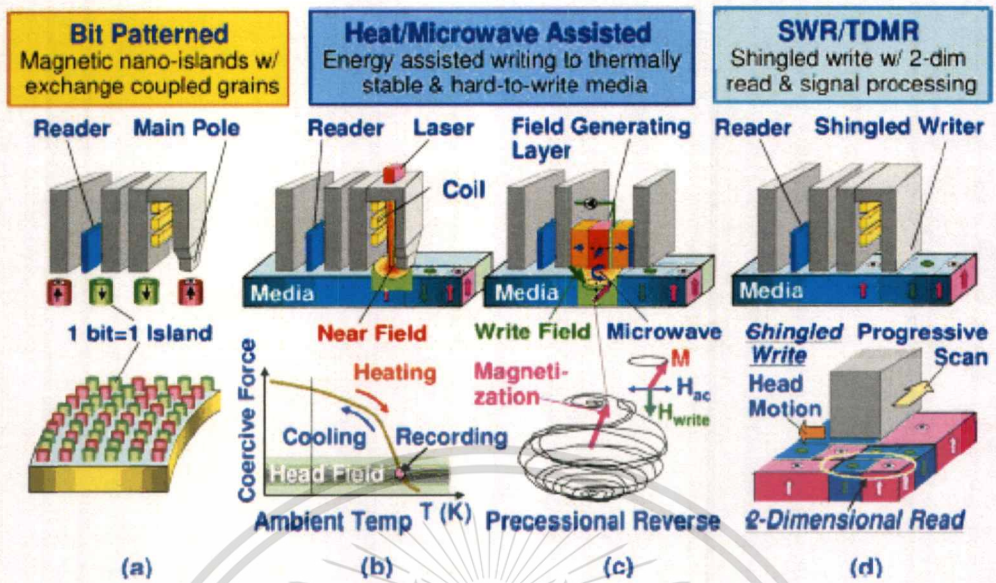 Bit Patterned
Magnetic nano-islands w/
exchange coupled grains
Heat/Microwave Assisted
Energy assisted writing to thermally
stable & hard-to-write media
SWR/TDMR
Shingled write w/ 2-dim
read & signal processing
Reader Main Pole
Reader Laser
Coil
Field Generating
Layer
Reader Shingled Writer
Media
Media
Media
1 bit=1 Island
Near Field
Write Field Microwave
Shingled
Write
Progressive
Scan
Head
Motion
Coercive Force
Heating
Cooling
Recording
Head Field
Ambient Temp
T (K)
Magneti-
zation
M
Hac
Hwrite
Precessional Reverse
2-Dimensional Read
(a)
(b)
(c)
(d)